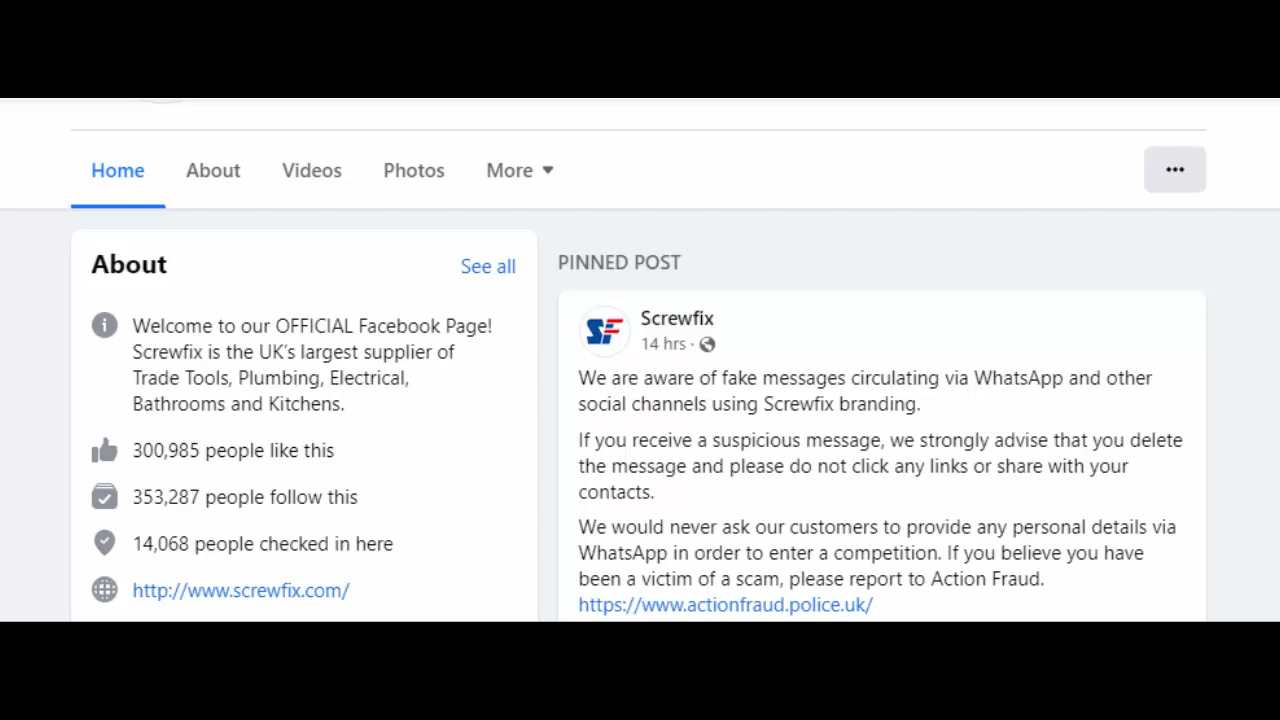 Home About Videos Photos More
About
See all
Welcome to our OFFICIAL Facebook Page!
Screwfix is the UK's largest supplier of
Trade Tools, Plumbing, Electrical,
Bathrooms and Kitchens.
300,985 people like this
353,287 people follow this
14,068 people checked in here
http://www.screwfix.com/
PINNED POST
SF
Screwfix
14 hrs ·
We are aware of fake messages circulating via WhatsApp and other
social channels using Screwfix branding.
If you receive a suspicious message, we strongly advise that you delete
the message and please do not click any links or share with your
contacts.
We would never ask our customers to provide any personal details via
WhatsApp in order to enter a competition. If you believe you have
been a victim of a scam, please report to Action Fraud.
https://www.actionfraud.police.uk/